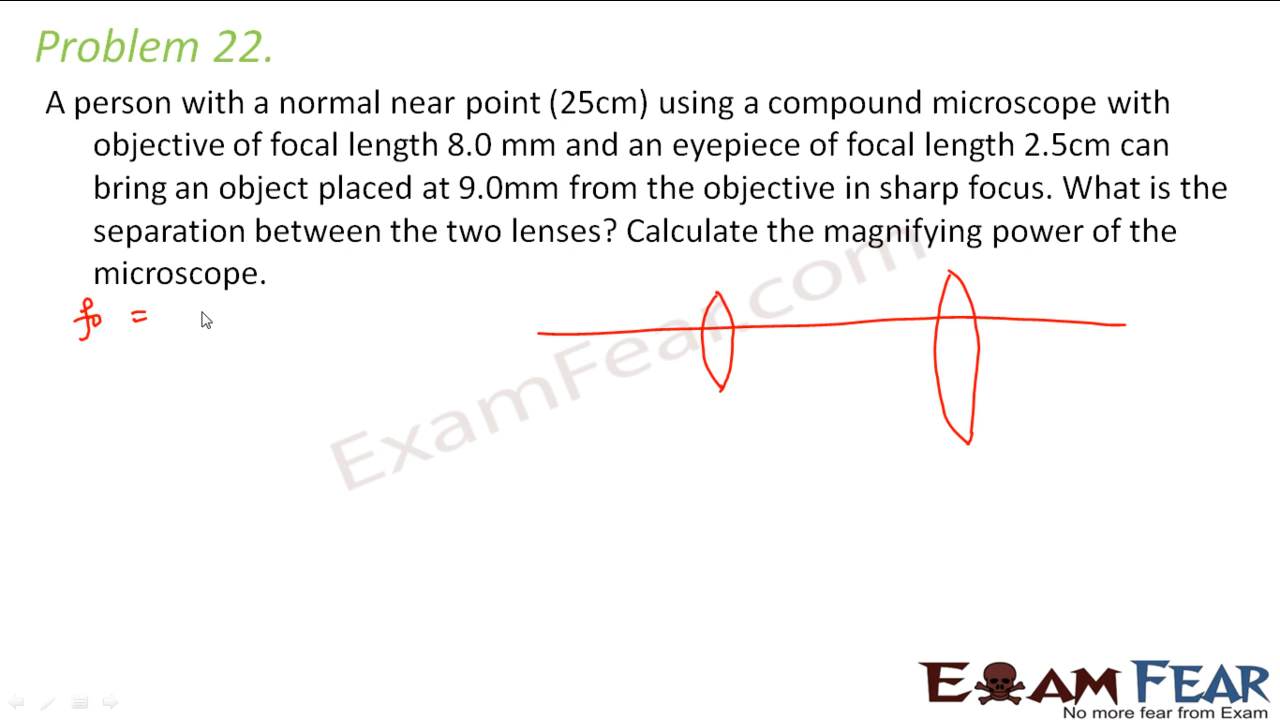 Problem 22.
A person with a normal near point (25cm) using a compound microscope with
objective of focal length 8.0 mm and an eyepiece of focal length 2.5cm can
bring an object placed at 9.0mm from the objective in sharp focus. What is the
separation between the two lenses? Calculate the magnifying power of the
microscope.
fo =
ExamFear.com
EXAM FEAR
No more fear from Exam